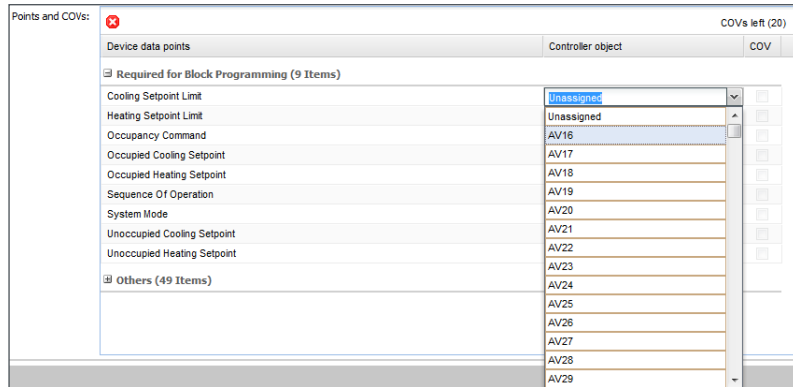 Points and COVs:
COVs left (20)
Device data points Controller object COV
Required for Block Programming (9 Items)
Cooling Setpoint Limit Unassigned
Heating Setpoint Limit Unassigned
Occupancy Command AV16
Occupied Cooling Setpoint AV17
Occupied Heating Setpoint AV18
Sequence Of Operation AV19
System Mode AV20
Unoccupied Cooling Setpoint AV21
Unoccupied Heating Setpoint AV22
AV23
Others (49 Items) AV24
AV25
AV26
AV27
AV28
AV29